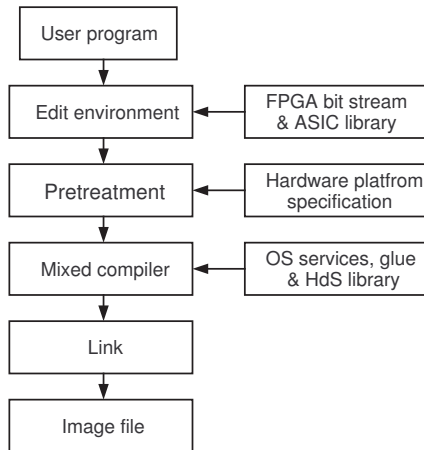 User program
Edit environment
FPGA bit stream
& ASIC library
Pretreatment
Hardware platfrom
specification
Mixed compiler
OS services, glue
& HdS library
Link
Image file